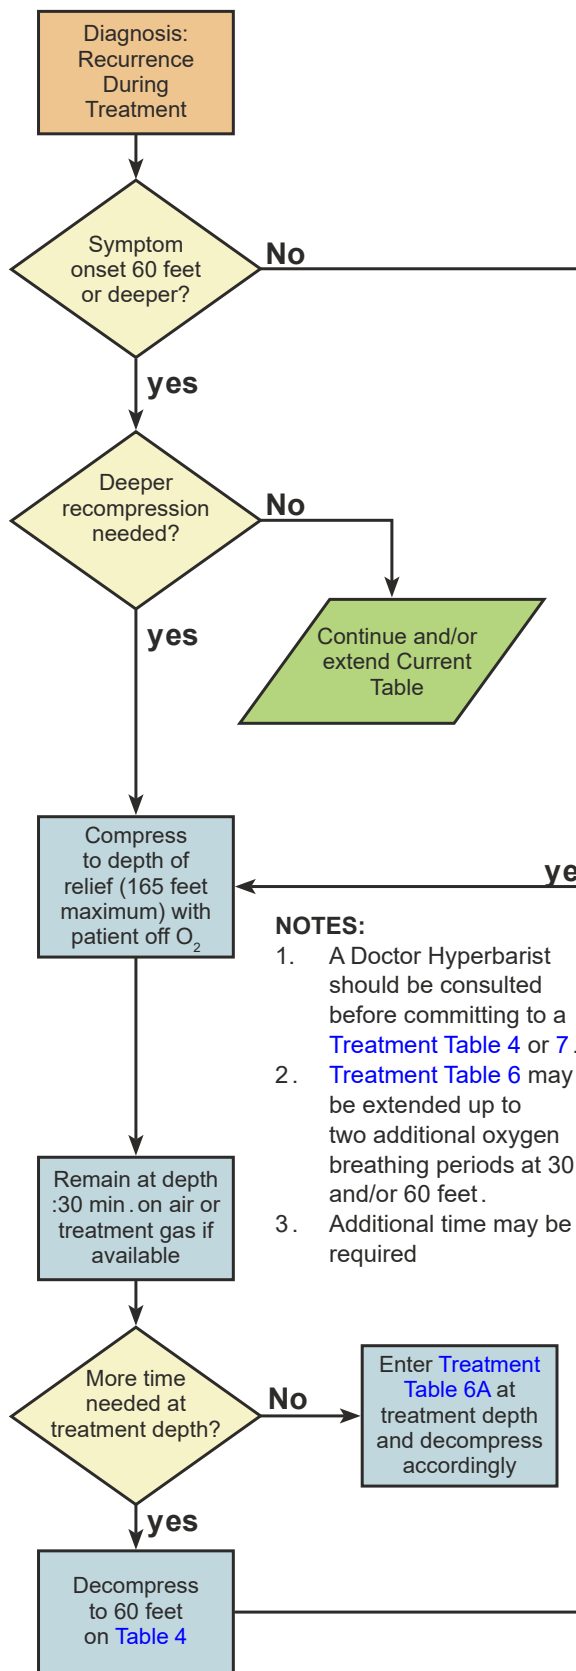 Diagnosis:
Recurrence
During
Treatment
Symptom
onset 60 feet
or deeper?
No
yes
Deeper
recompression
needed?
No
yes
Continue and/or
extend Current
Table
Compress
to depth of
relief (165 feet
maximum) with
patient off O2
ye
NOTES:
1. A Doctor Hyperbarist
should be consulted
before committing to a
Treatment Table 4 or 7.
2. Treatment Table 6 may
be extended up to
two additional oxygen
breathing periods at 30
and/or 60 feet.
3. Additional time may be
required
Remain at depth
:30 min. on air or
treatment gas if
available
More time
needed at
treatment depth?
No
yes
Enter Treatment
Table 6A at
treatment depth
and decompress
accordingly
Decompress
to 60 feet
on Table 4